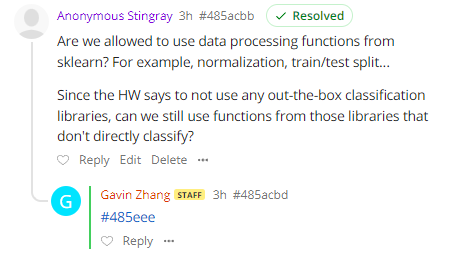 Anonymous Stingray 3h #485acbb ✓ Resolved
Are we allowed to use data processing functions from
sklearn? For example, normalization, train/test split...
Since the HW says to not use any out-the-box classification
libraries, can we still use functions from those libraries that
don't directly classify?
Reply Edit Delete ···
G
Gavin Zhang STAFF 3h #485acbd
#485eee
Reply ···